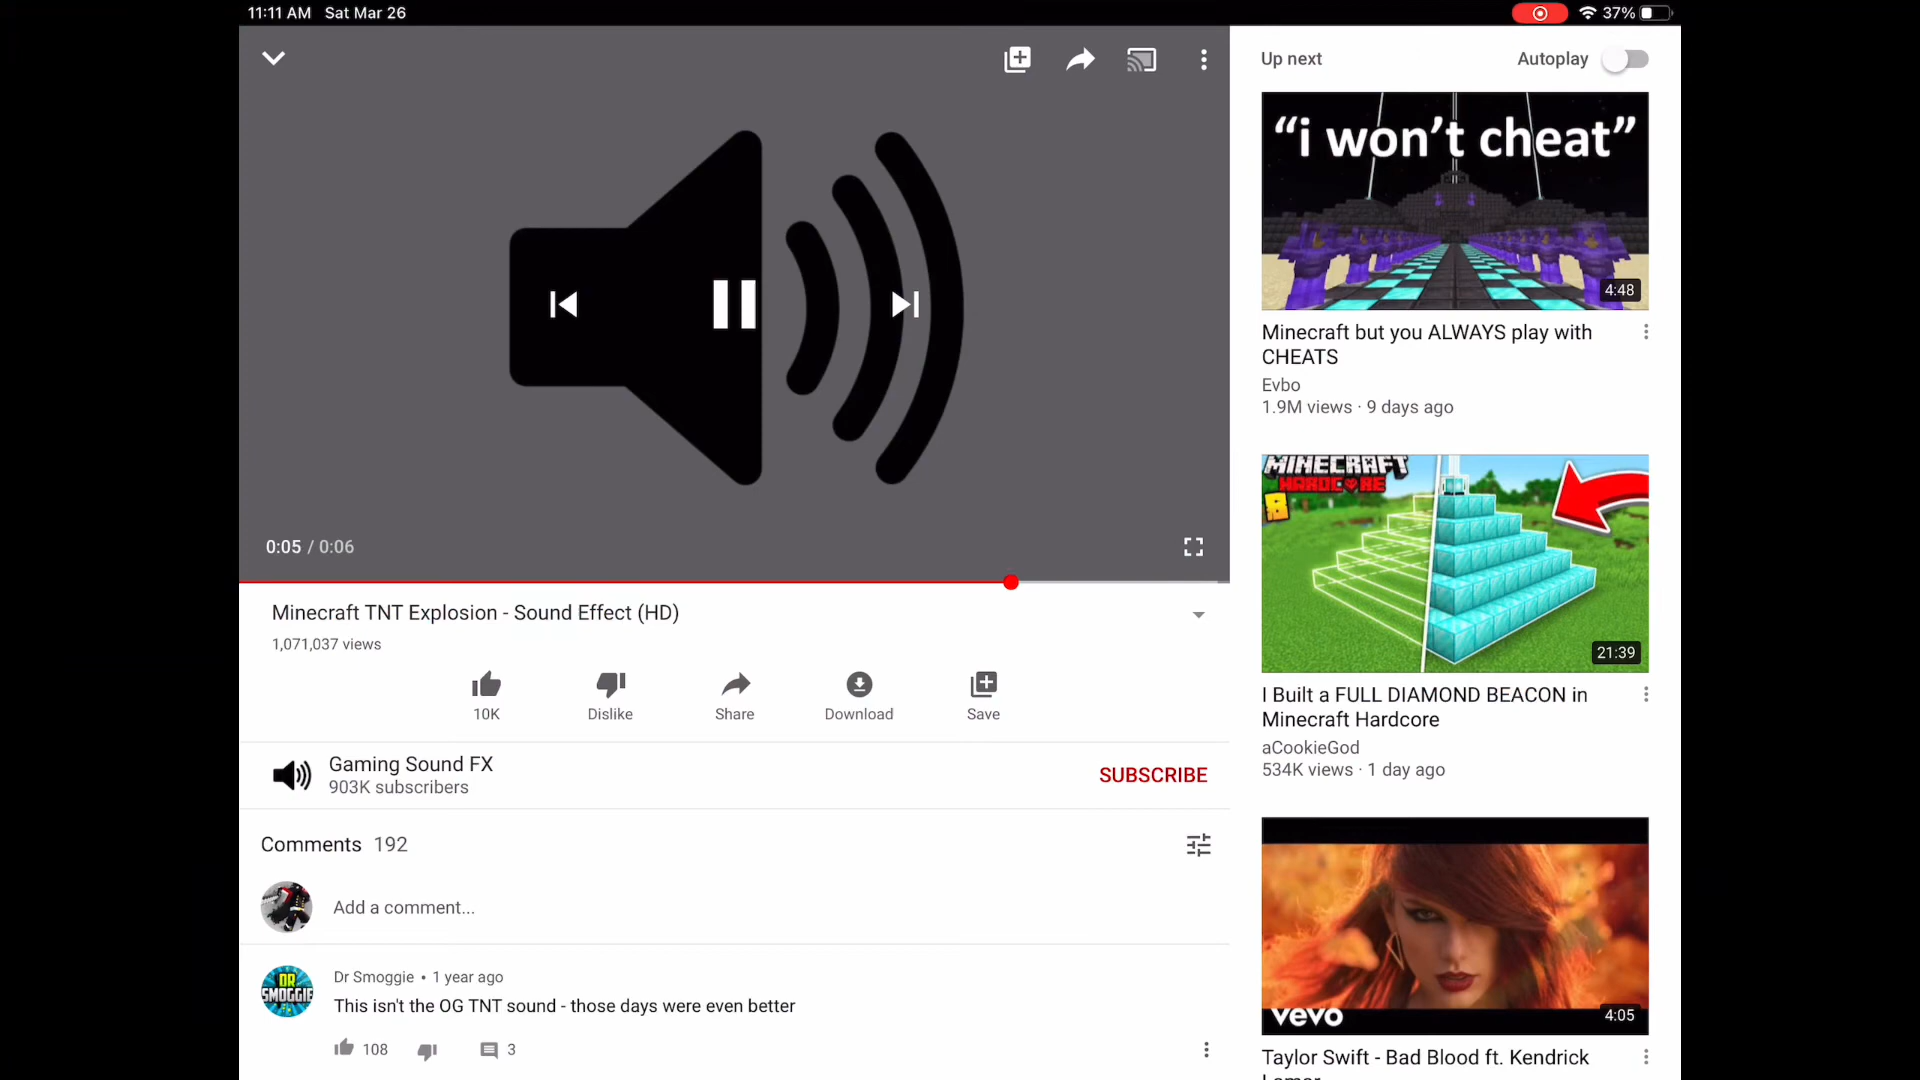 11:11 AM Sat Mar 26
37%
Up next
Autoplay
“i won’t cheat”
4:48
Minecraft but you ALWAYS play with
CHEATS
Evbo
1.9M views · 9 days ago
0:05 / 0:06
MINECRAFT
HARDCORE
8
21:39
I Built a FULL DIAMOND BEACON in
Minecraft Hardcore
aCookieGod
534K views · 1 day ago
Minecraft TNT Explosion - Sound Effect (HD)
1,071,037 views
10K
Dislike
Share
Download
Save
Gaming Sound FX
903K subscribers
SUBSCRIBE
Comments 192
Add a comment...
DR
SMOGGIE
Dr Smoggie • 1 year ago
This isn't the OG TNT sound - those days were even better
108
3
vevo
4:05
Taylor Swift - Bad Blood ft. Kendrick